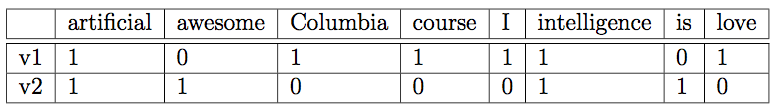 artificial awesome Columbia course I intelligence is love
v1 1 0 1 1 1 1 0 1
v2 1 1 0 0 0 1 1 0